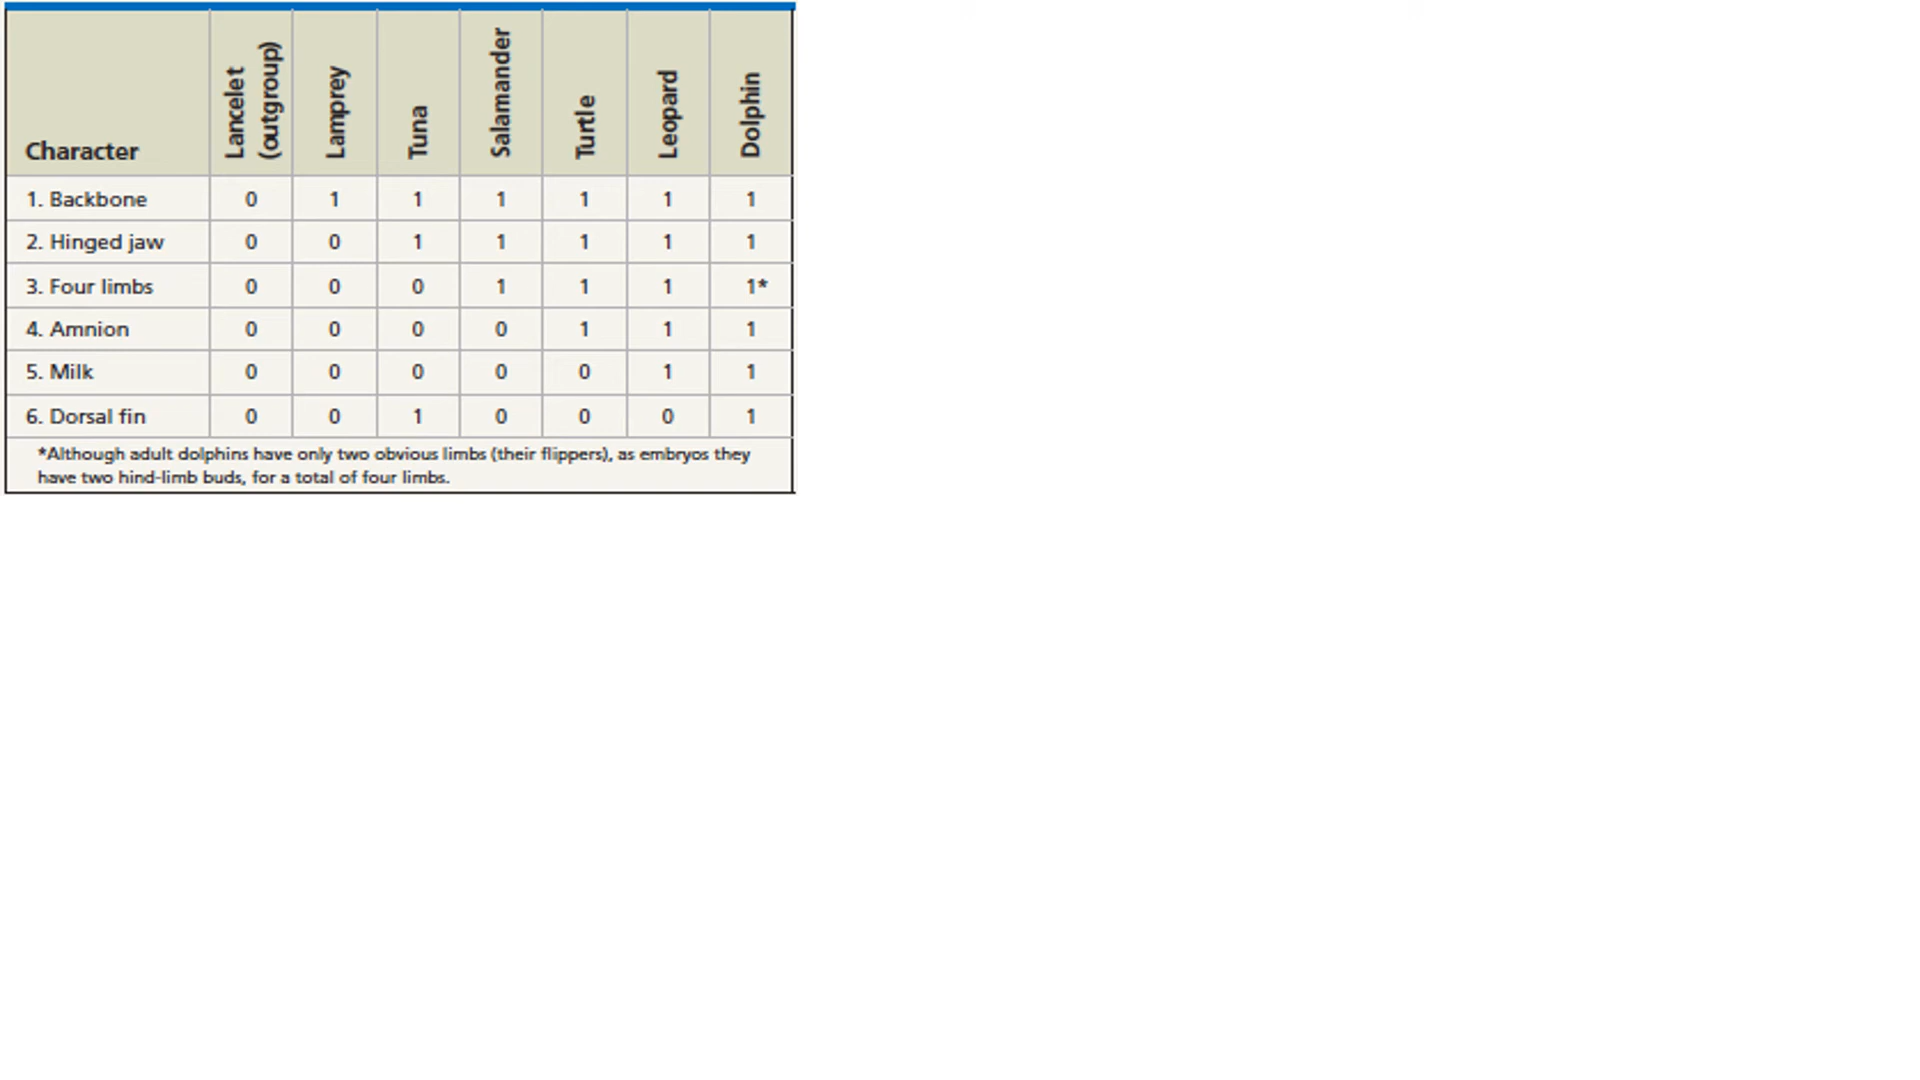 Character Lancelet (outgroup) Lamprey Tuna Salamander Turtle Leopard Dolphin
1. Backbone 0 1 1 1 1 1 1
2. Hinged jaw 0 0 1 1 1 1 1
3. Four limbs 0 0 0 1 1 1 1*
4. Amnion 0 0 0 0 1 1 1
5. Milk 0 0 0 0 0 1 1
6. Dorsal fin 0 0 1 0 0 0 1
*Although adult dolphins have only two obvious limbs (their flippers), as embryos they
have two hind-limb buds, for a total of four limbs.